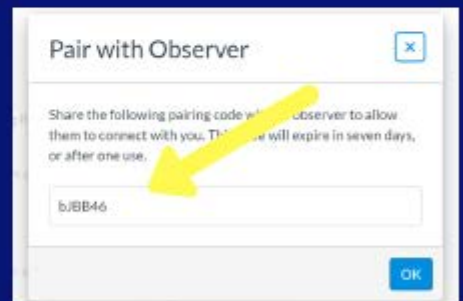 Pair with Observer
Share the following pairing code observer to allow
them to connect with you. will expire in seven days,
or after one use.
bJBB46
OK